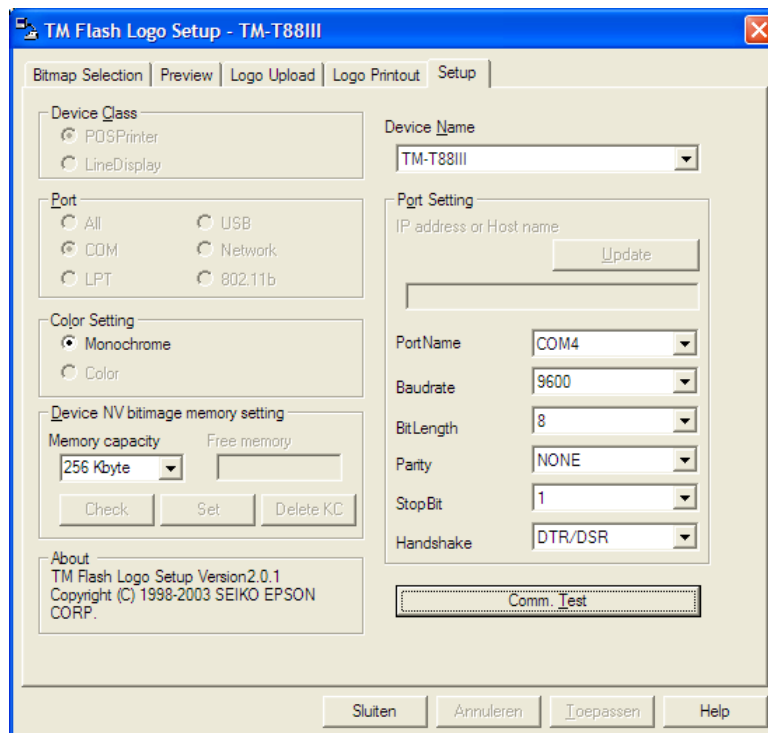 TM Flash Logo Setup - TM-T88III
Bitmap Selection
Preview
Logo Upload
Logo Printout
Setup
Device Class
POSPrinter
LineDisplay
Port
All
USB
COM
Network
LPT
802.11b
Color Setting
Monochrome
Color
Device NV bitimage memory setting
Memory capacity
Free memory
256 Kbyte
Check
Set
Delete KC
About
TM Flash Logo Setup Version2.0.1
Copyright (C) 1998-2003 SEIKO EPSON
CORP.
Device Name
TM-T88III
Port Setting
IP address or Host name
Update
PortName
COM4
Baudrate
9600
BitLength
8
Parity
NONE
StopBit
1
Handshake
DTR/DSR
Comm. Test
Sluiten
Annuleren
Toepassen
Help